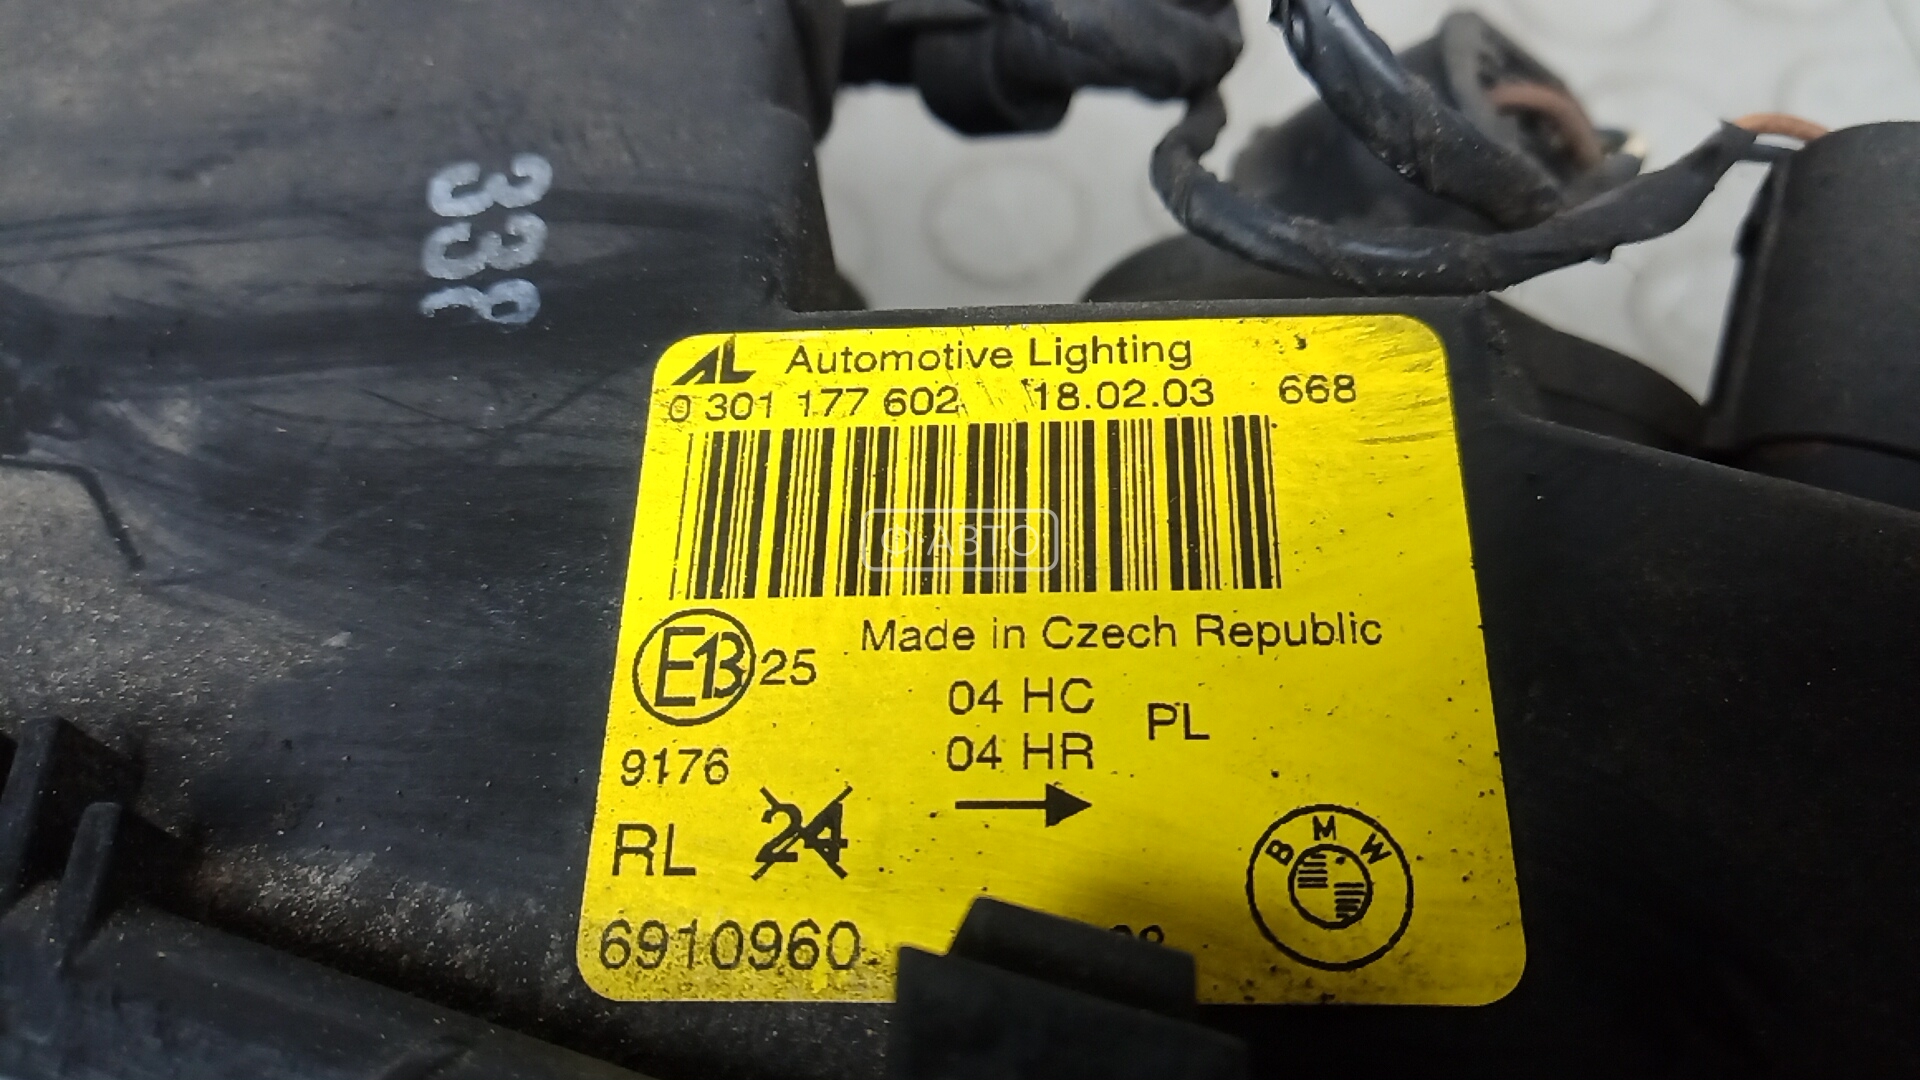 338
AL Automotive Lighting
0 301 177 602 18.02.03 668
Ф АВТО
E13 25 Made in Czech Republic
04 HC PL
9176 04 HR
RL 24
BMW
6910960